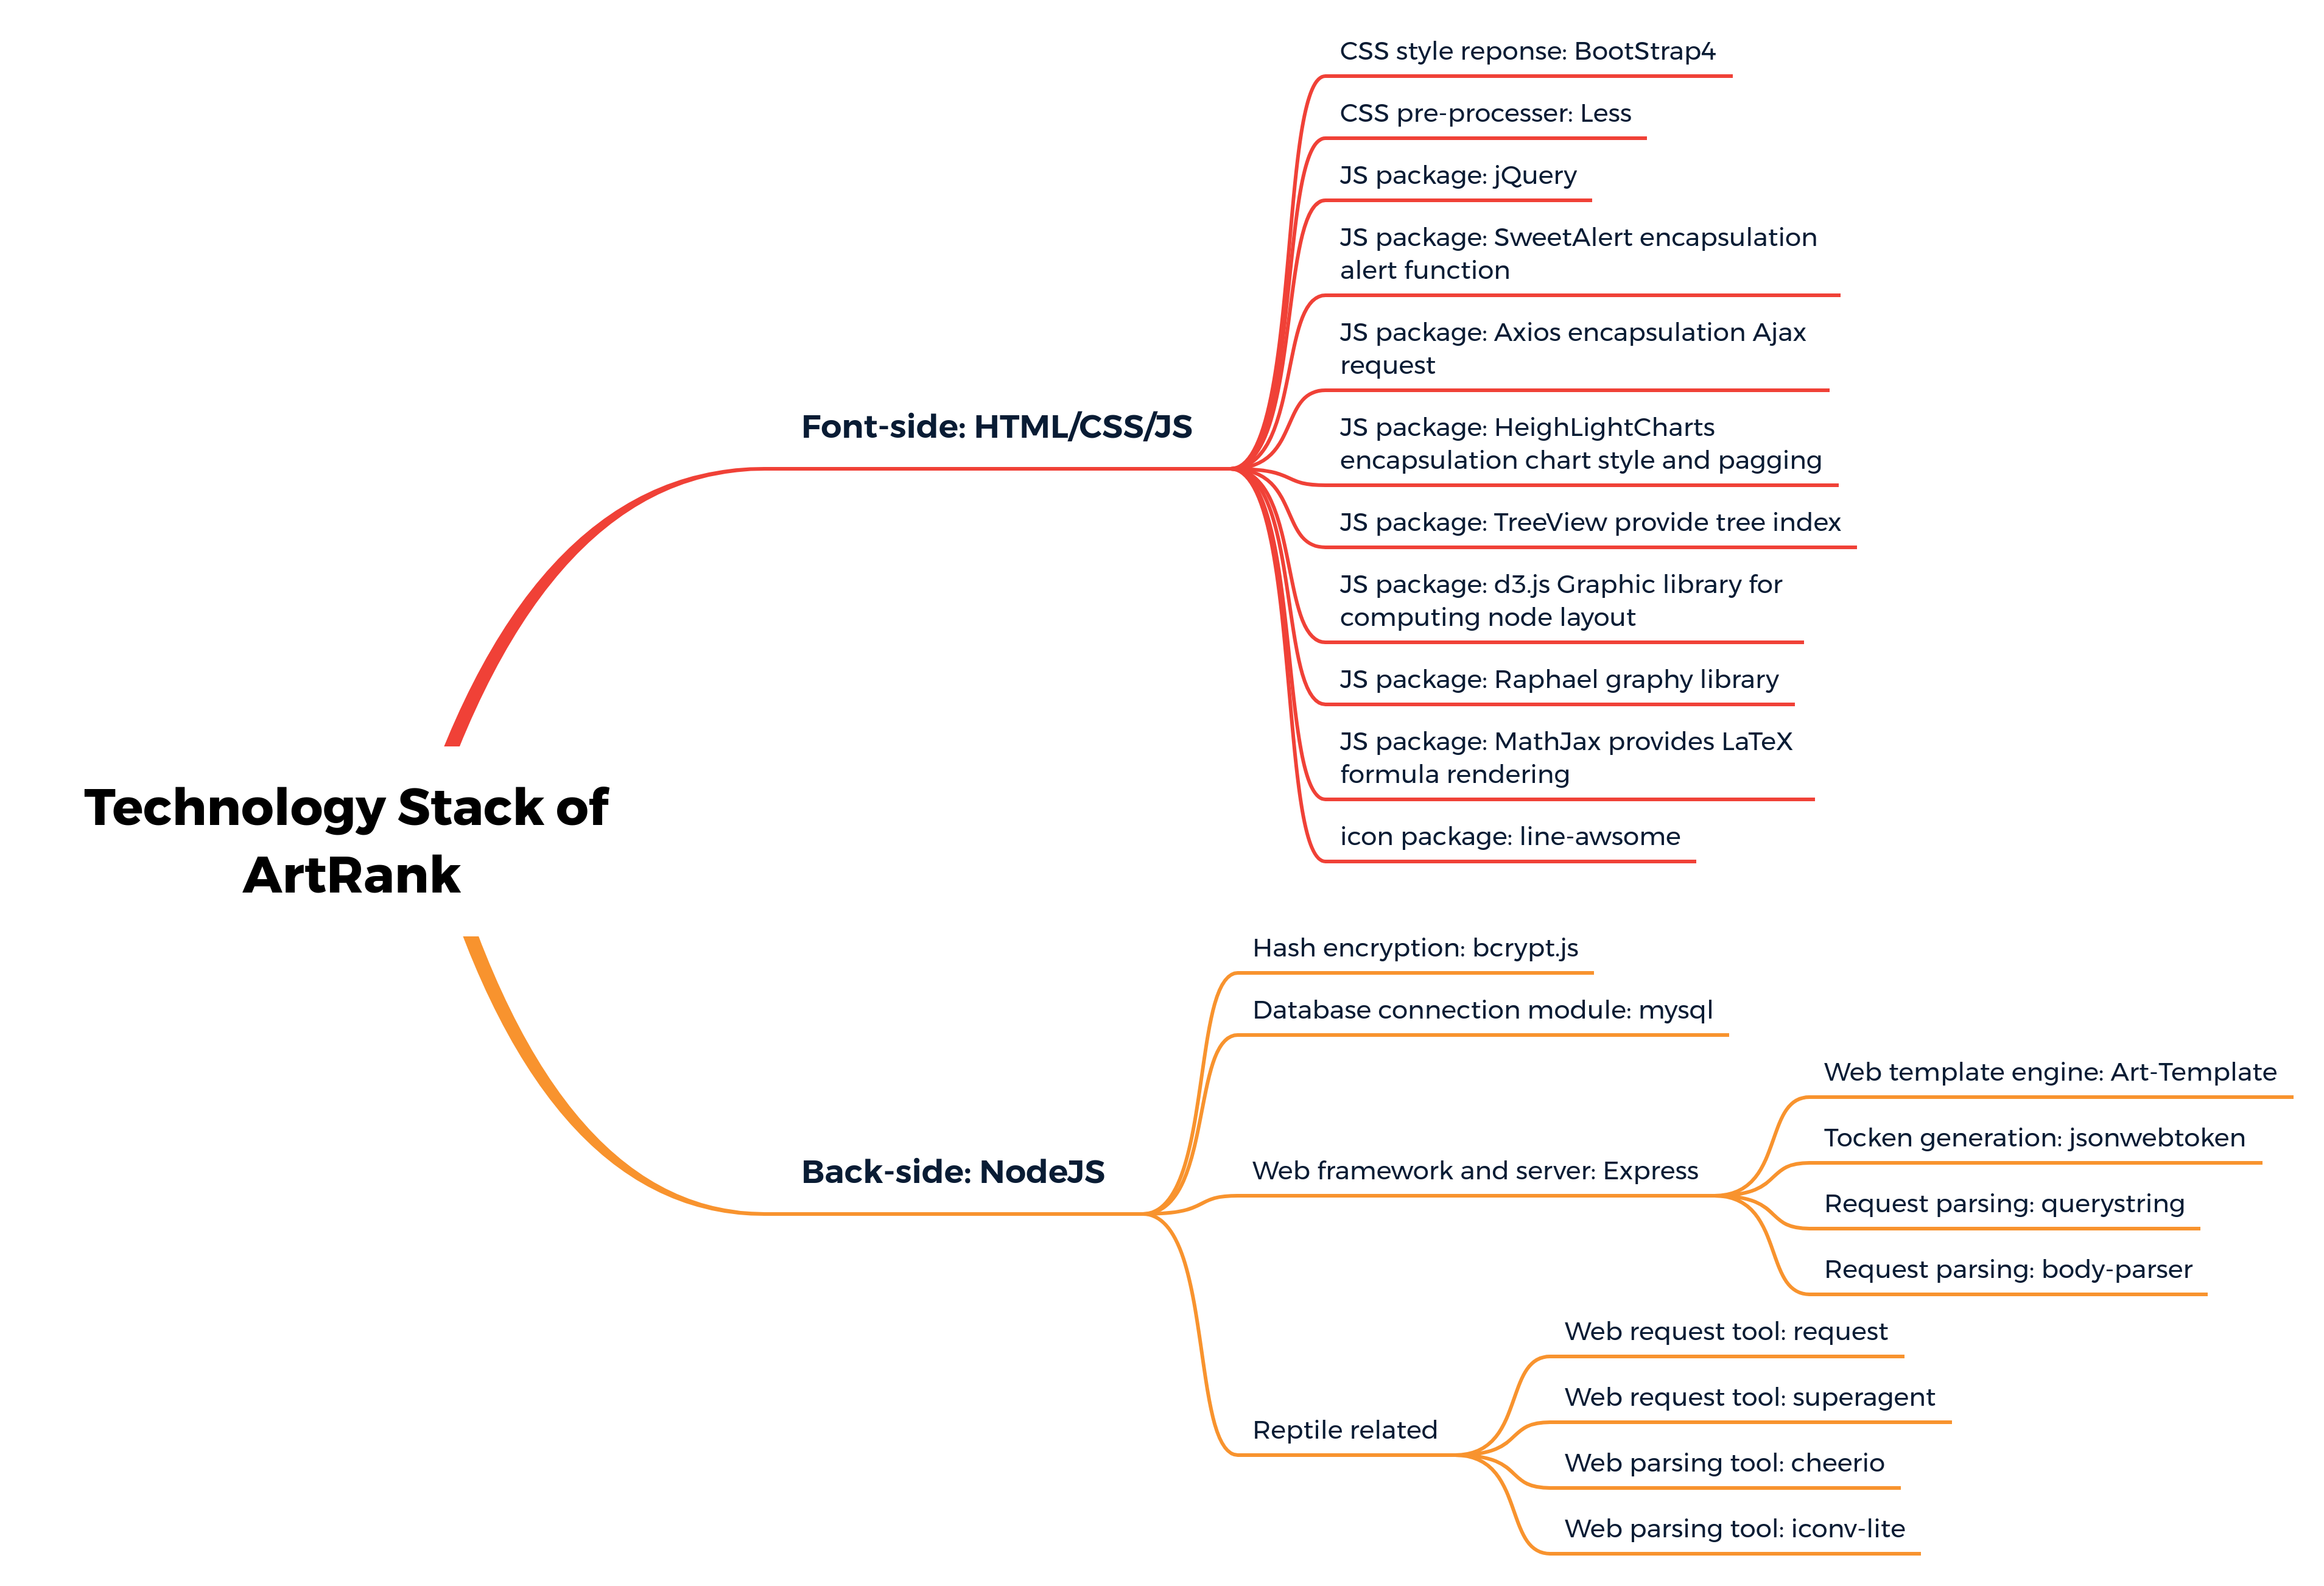 Technology Stack of
ArtRank
Font-side: HTML/CSS/JS
CSS style reponse: BootStrap4
CSS pre-processer: Less
JS package: jQuery
JS package: SweetAlert encapsulation
alert function
JS package: Axios encapsulation Ajax
request
JS package: HeighLightCharts
encapsulation chart style and pagging
JS package: TreeView provide tree index
JS package: d3.js Graphic library for
computing node layout
JS package: Raphael graphy library
JS package: MathJax provides LaTeX
formula rendering
icon package: line-awsome
Back-side: NodeJS
Hash encryption: bcrypt.js
Database connection module: mysql
Web framework and server: Express
Web template engine: Art-Template
Tocken generation: jsonwebtoken
Request parsing: querystring
Request parsing: body-parser
Reptile related
Web request tool: request
Web request tool: superagent
Web parsing tool: cheerio
Web parsing tool: iconv-lite